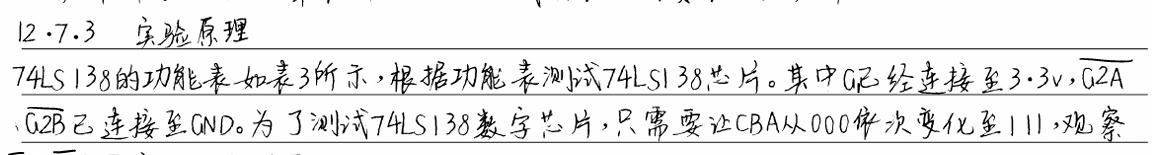 12.7.3 实验原理
74LS138的功能表如表3所示,根据功能表测试74LS138芯片。其中G已经连接至3.3v,G2A
、G2B已连接至GND。为了测试74LS138数字芯片,只需要让CBA从000依次变化至111,观察